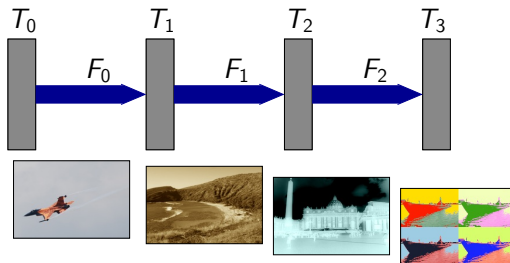 T₀ T₁ T₂ T₃
F₀ F₁ F₂